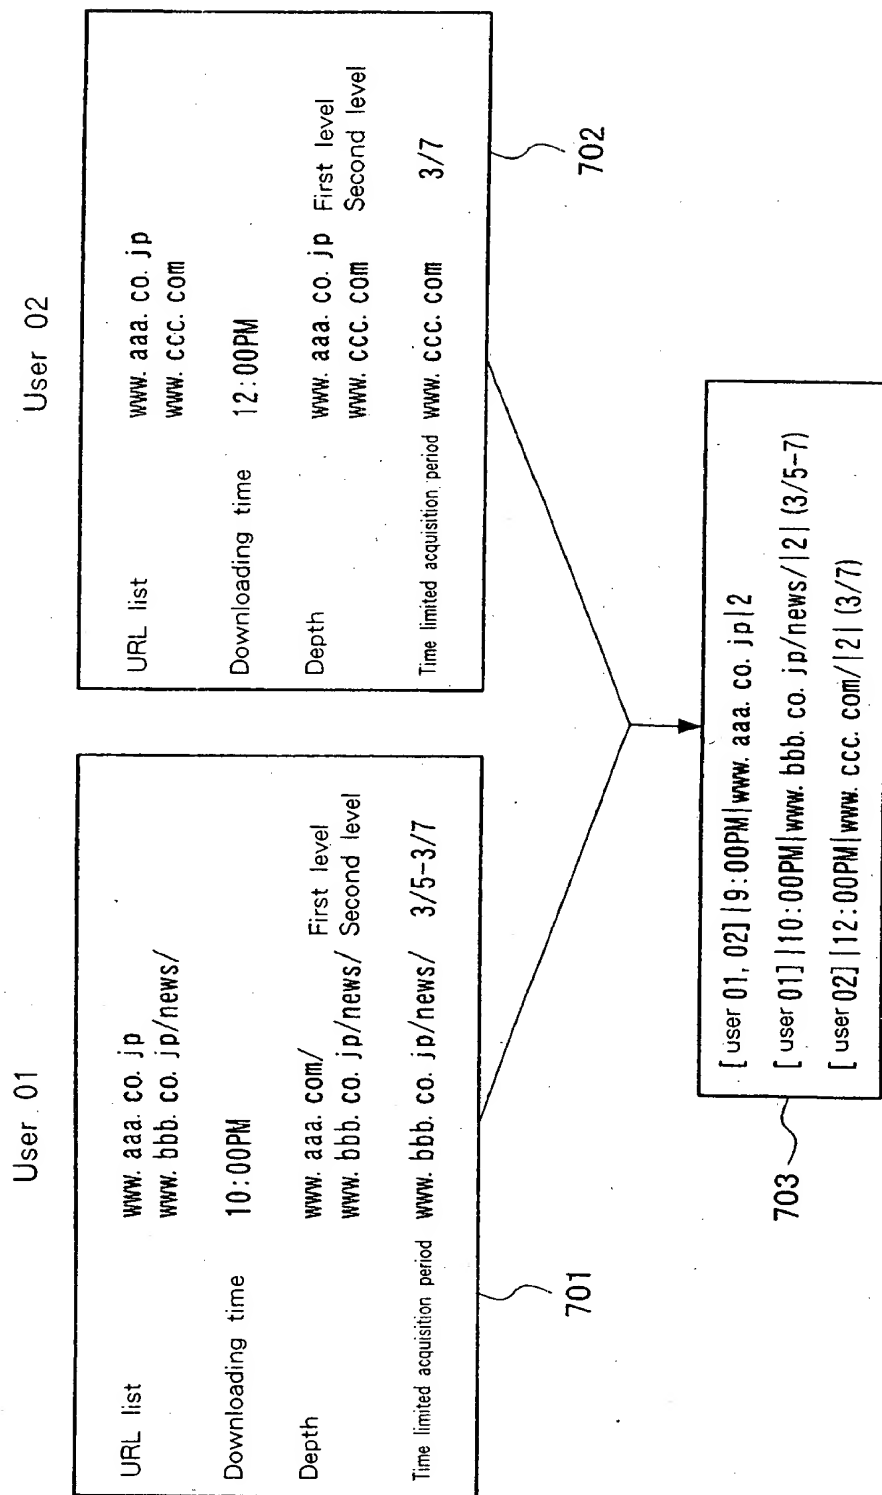 User 01
URL list www.aaa.co.jp
www.bbb.co.jp/news/
Downloading time 10:00PM
Depth www.aaa.com/ First level
www.bbb.co.jp/news/ Second level
Time limited acquisition period www.bbb.co.jp/news/ 3/5-3/7
701
User 02
URL list www.aaa.co.jp
www.ccc.com
Downloading time 12:00PM
Depth www.aaa.co.jp First level
www.ccc.com Second level
Time limited acquisition period www.ccc.com 3/7
702
[user 01,02]|9:00PM|www.aaa.co.jp|2
[user 01]|10:00PM|www.bbb.co.jp/news/|2|(3/5-7)
[user 02]|12:00PM|www.ccc.com/|2|(3/7)
703